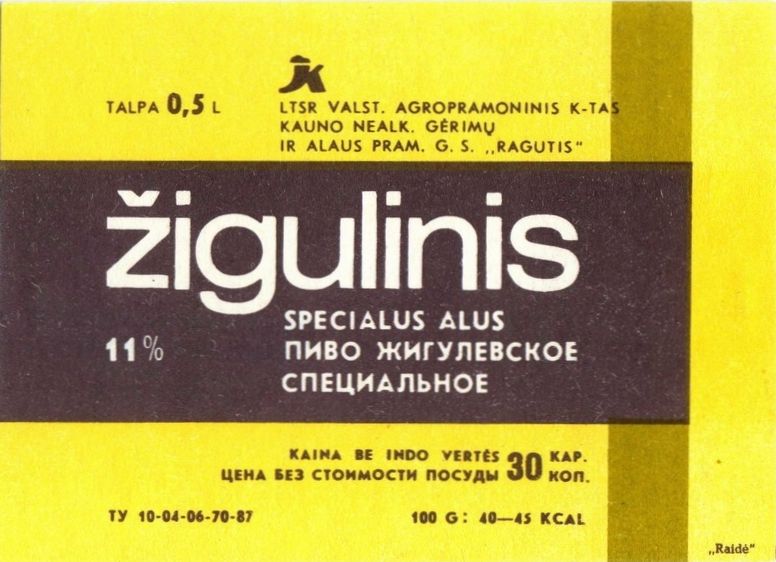 TALPA 0,5 L
LTSR VALST. AGROPRAMONINIS K-TAS
KAUNO NEALK. GĖRIMŲ
IR ALAUS PRAM. G. S. „RAGUTIS"
žigulinis
SPECIALUS ALUS
11%
ПИВО ЖИГУЛЕВСКОЕ
СПЕЦИАЛЬНОЕ
KAINA BE INDO VERTĖS 30 KAP.
ЦЕНА БЕЗ СТОИМОСТИ ПОСУДЫ 30 КОП.
ТУ 10-04-06-70-87
100 G: 40—45 KCAL
„Raidė"